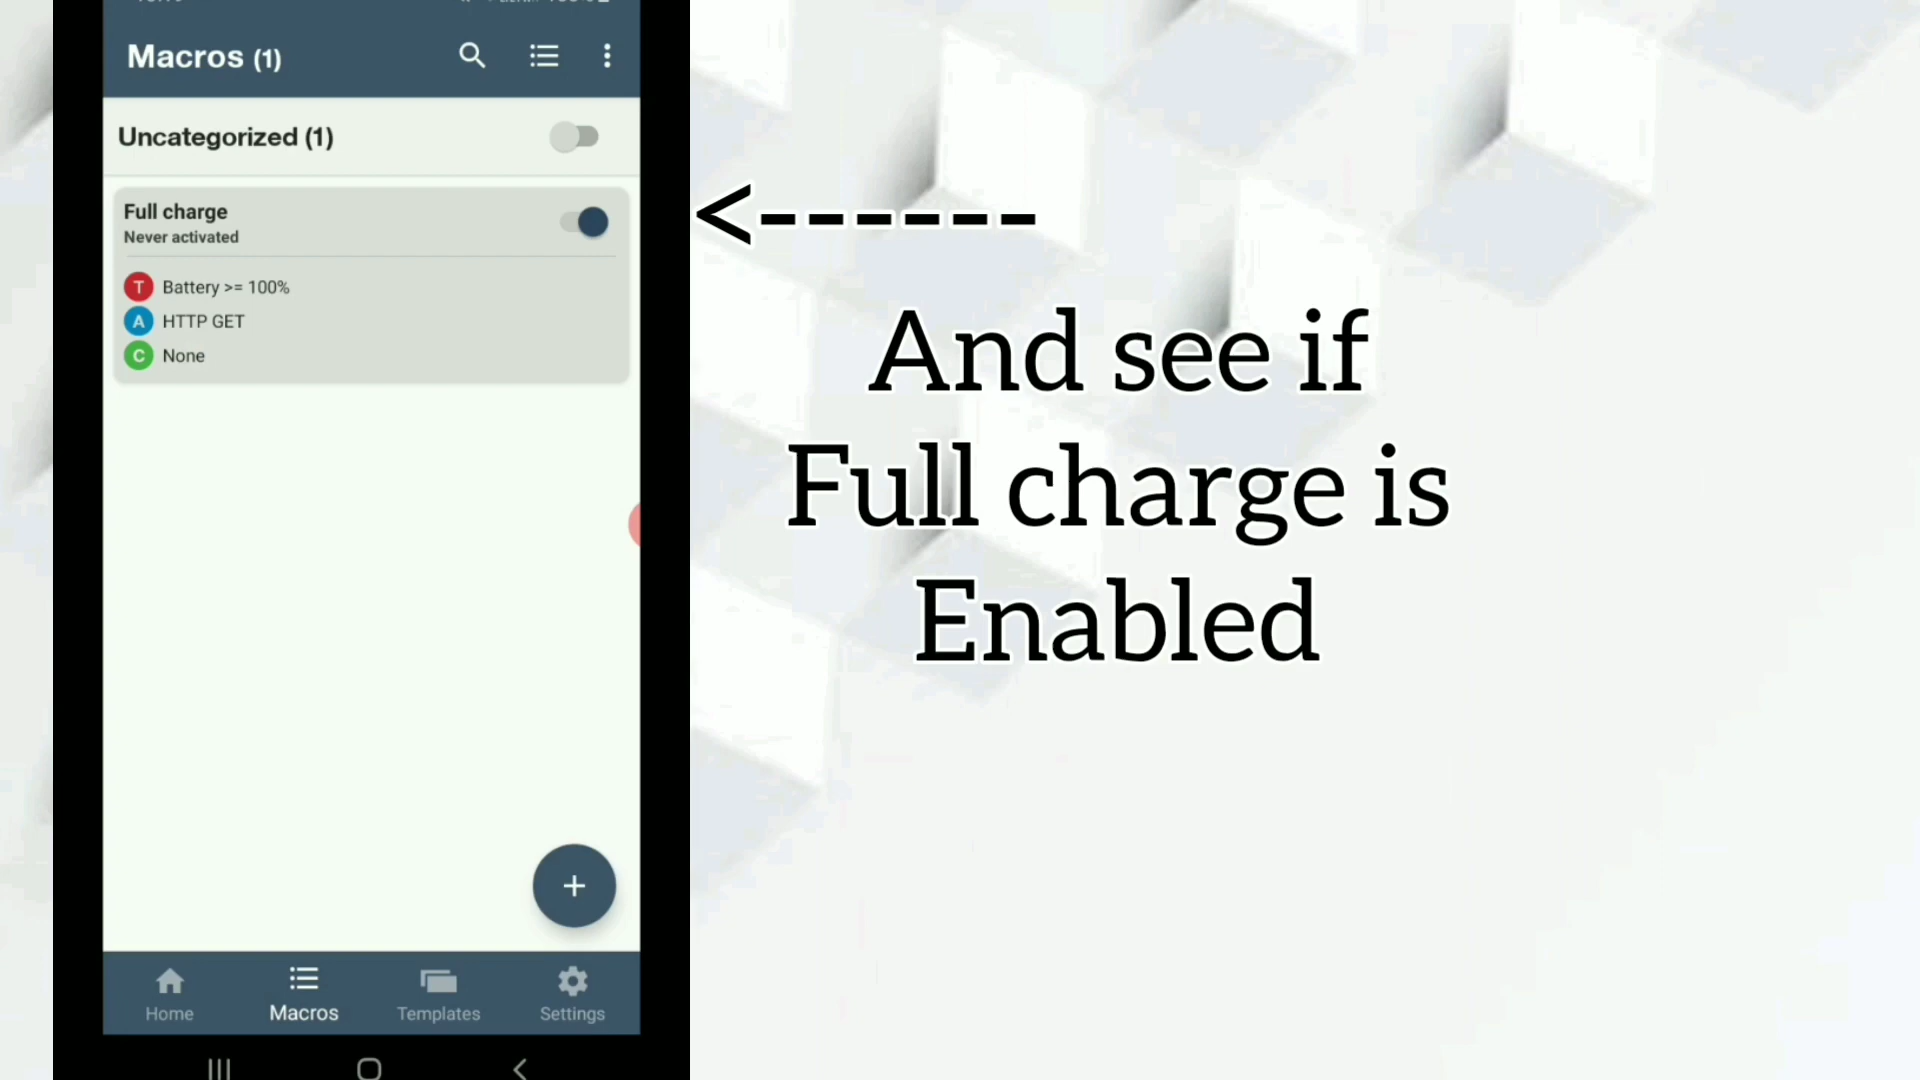 Macros (1)
Uncategorized (1)
Full charge
Never activated
T Battery >= 100%
A HTTP GET
C None
Home
Macros
Templates
Settings
<------
And see if
Full charge is
Enabled